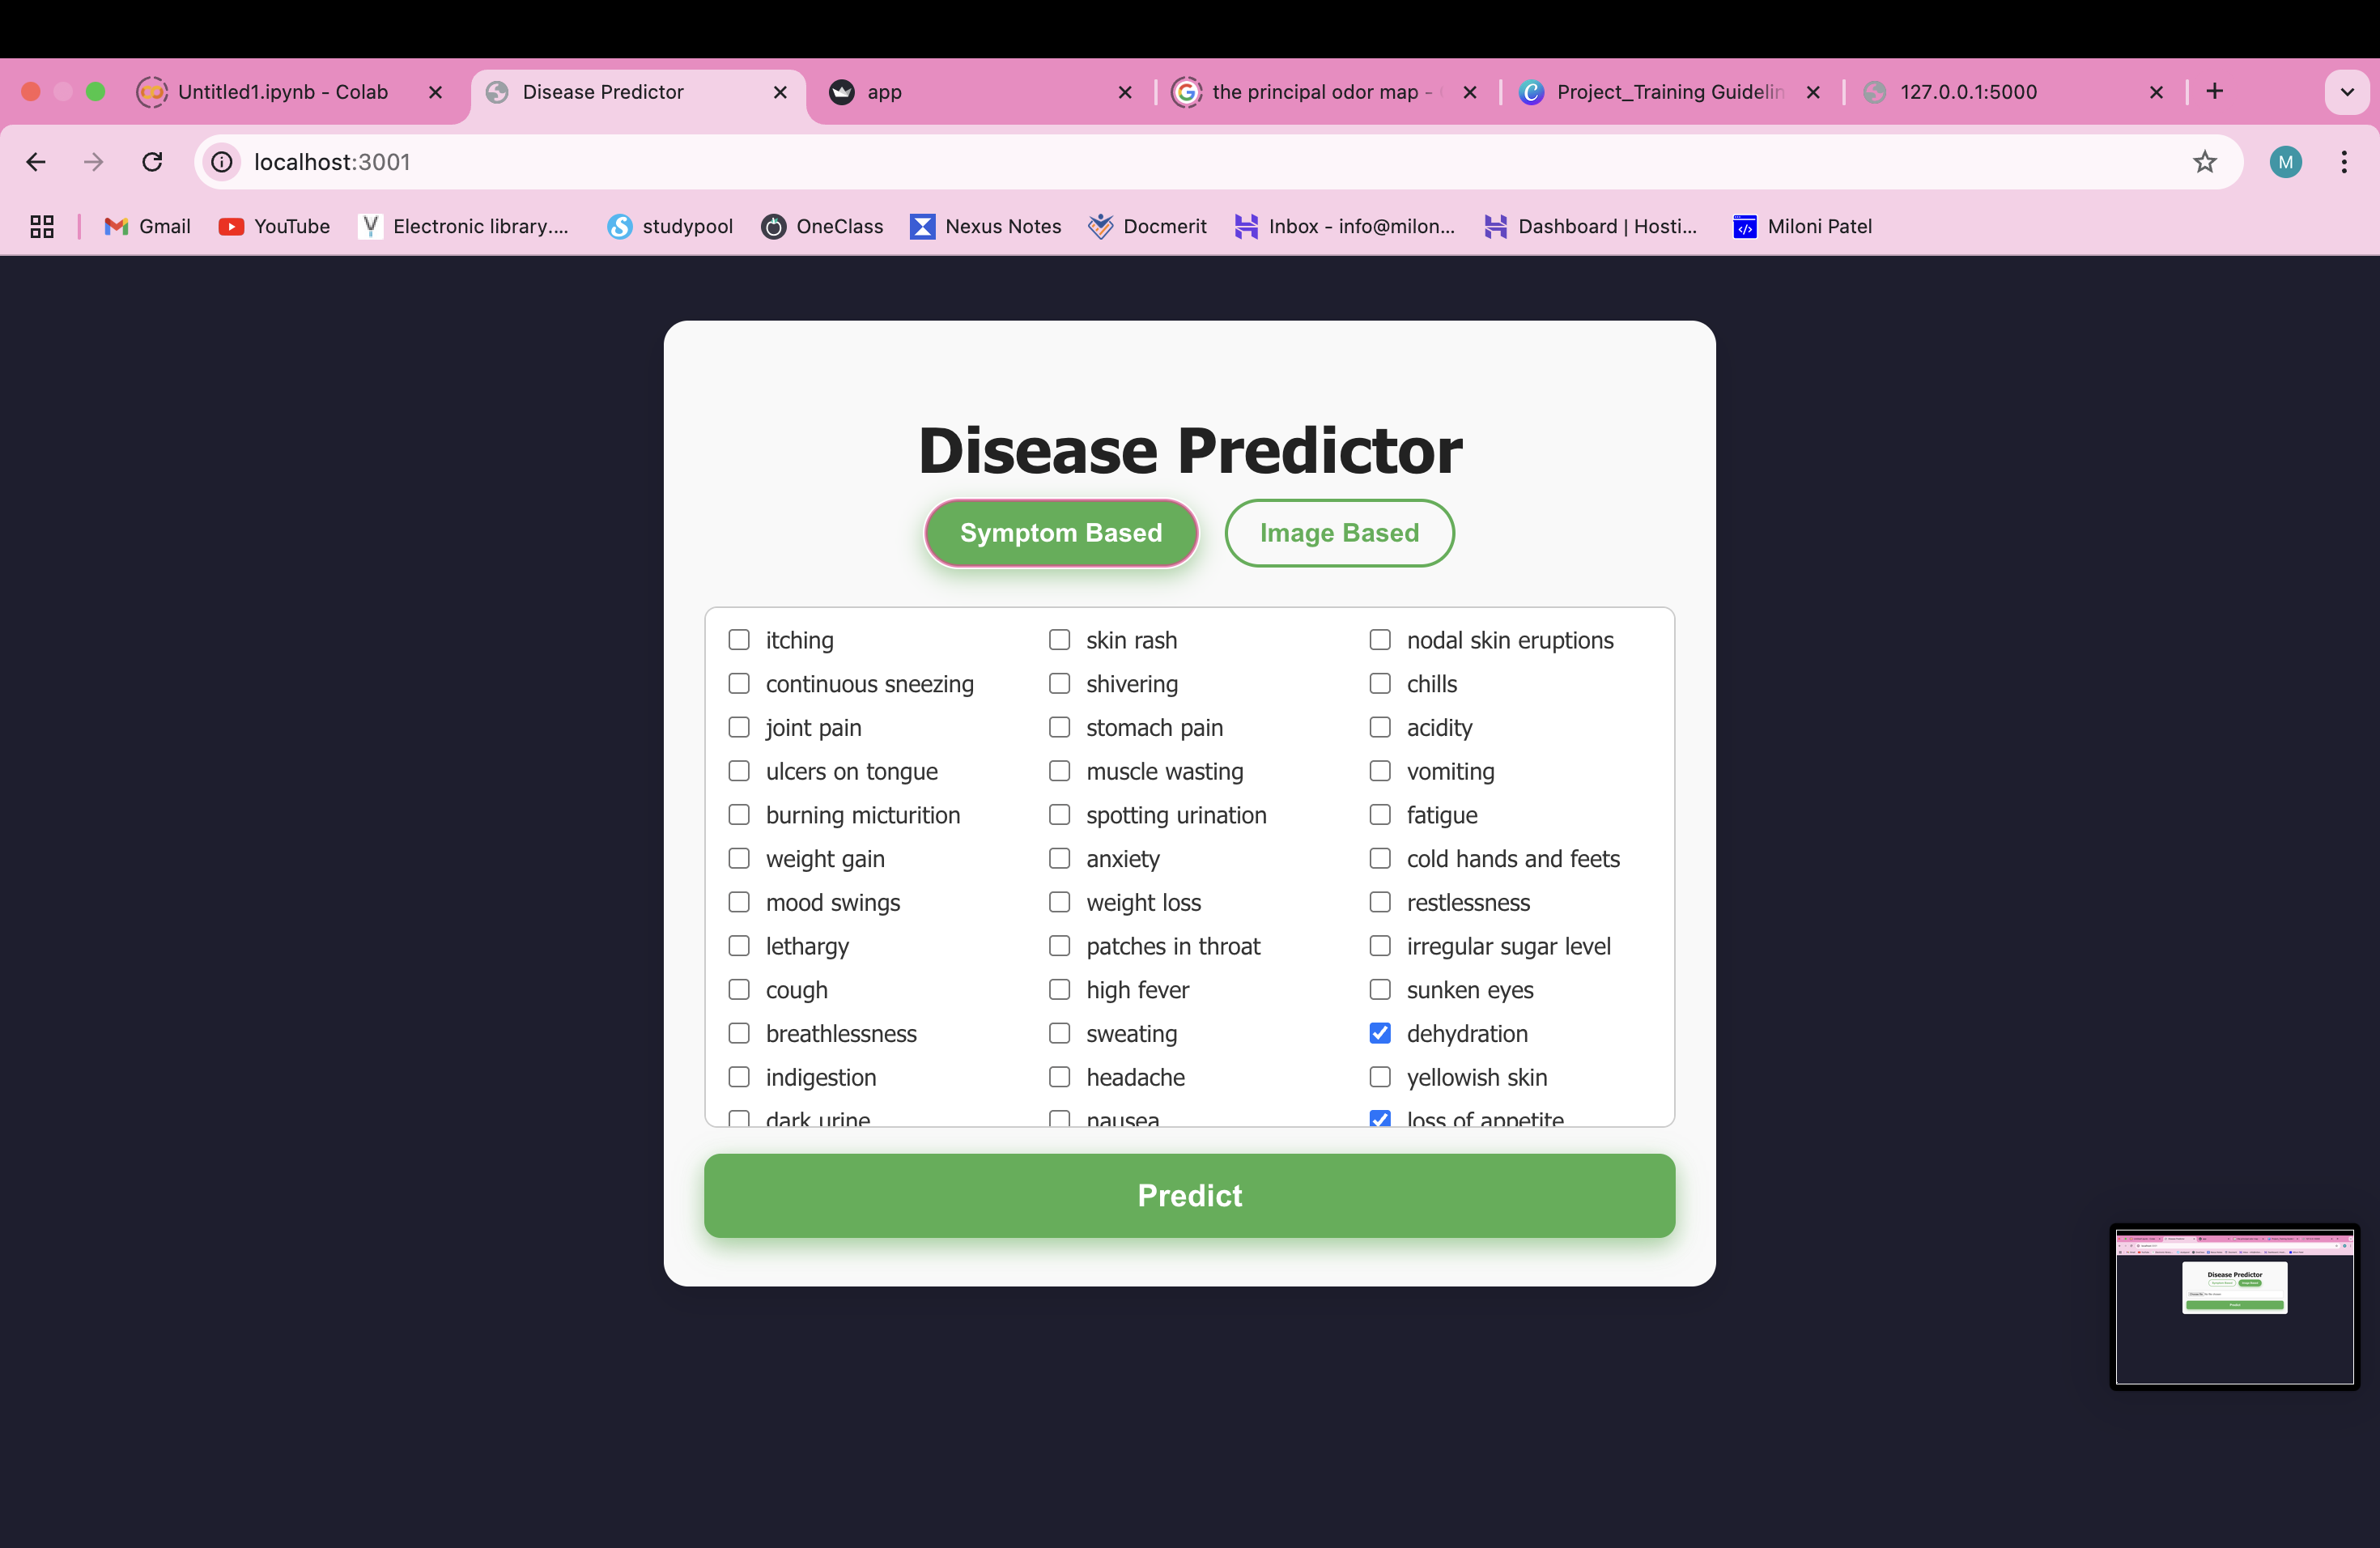 Untitled1.ipynb - Colab
Disease Predictor
app
the principal odor map -
Project_Training Guidelin
127.0.0.1:5000
localhost:3001
M
Gmail
YouTube
Electronic library....
studypool
OneClass
Nexus Notes
Docmerit
Inbox - info@milon...
Dashboard | Hosti...
Miloni Patel
Disease Predictor
Symptom Based
Image Based
itching
skin rash
nodal skin eruptions
continuous sneezing
shivering
chills
joint pain
stomach pain
acidity
ulcers on tongue
muscle wasting
vomiting
burning micturition
spotting urination
fatigue
weight gain
anxiety
cold hands and feets
mood swings
weight loss
restlessness
lethargy
patches in throat
irregular sugar level
cough
high fever
sunken eyes
breathlessness
sweating
dehydration
indigestion
headache
yellowish skin
dark urine
nausea
loss of appetite
Predict
Disease Predictor